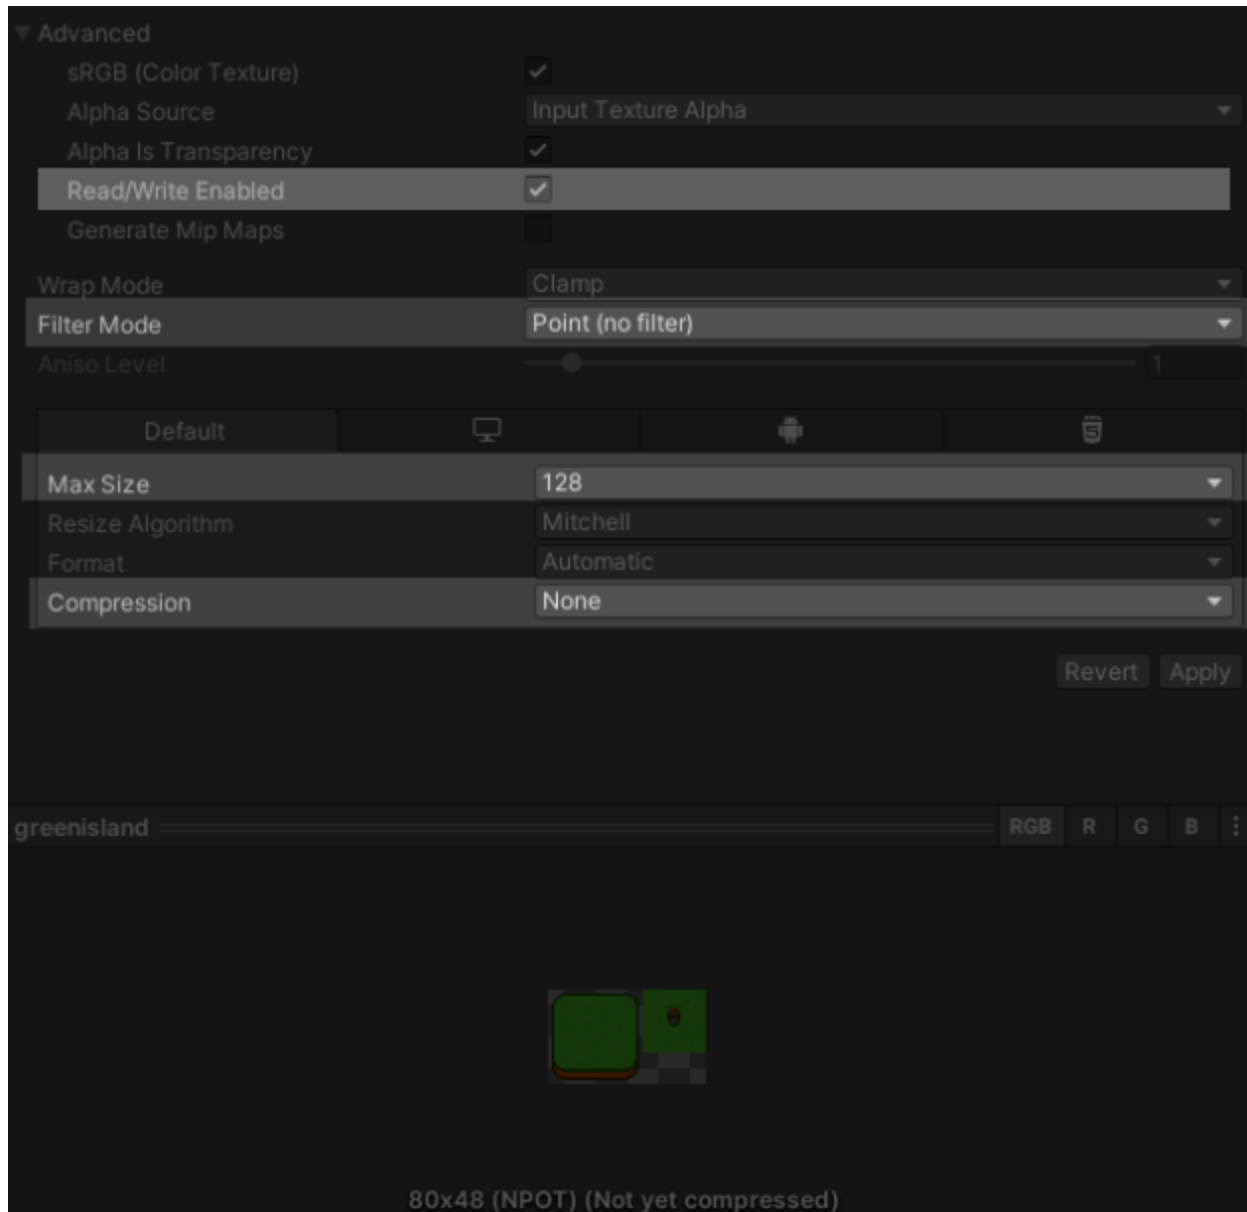 Advanced
sRGB (Color Texture)
Alpha Source Input Texture Alpha
Alpha Is Transparency
Read/Write Enabled
Generate Mip Maps
Wrap Mode Clamp
Filter Mode Point (no filter)
Aniso Level 1
Default
Max Size 128
Resize Algorithm Mitchell
Format Automatic
Compression None
Revert Apply
greenisland RGB R G B
80x48 (NPOT) (Not yet compressed)